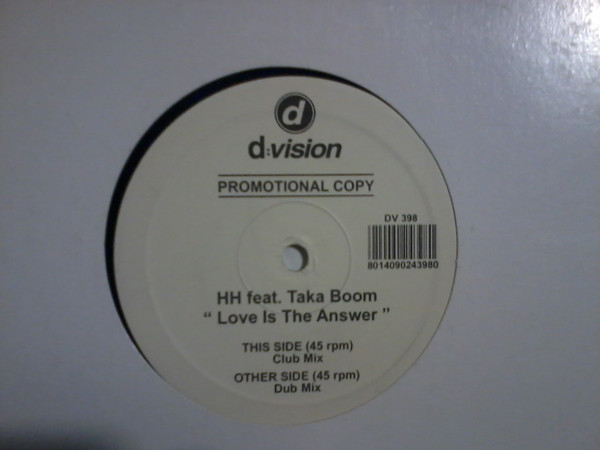 d
d:vision
PROMOTIONAL COPY
DV 398
8014090243980
HH feat. Taka Boom
“ Love Is The Answer ”
THIS SIDE (45 rpm)
Club Mix
OTHER SIDE (45 rpm)
Dub Mix